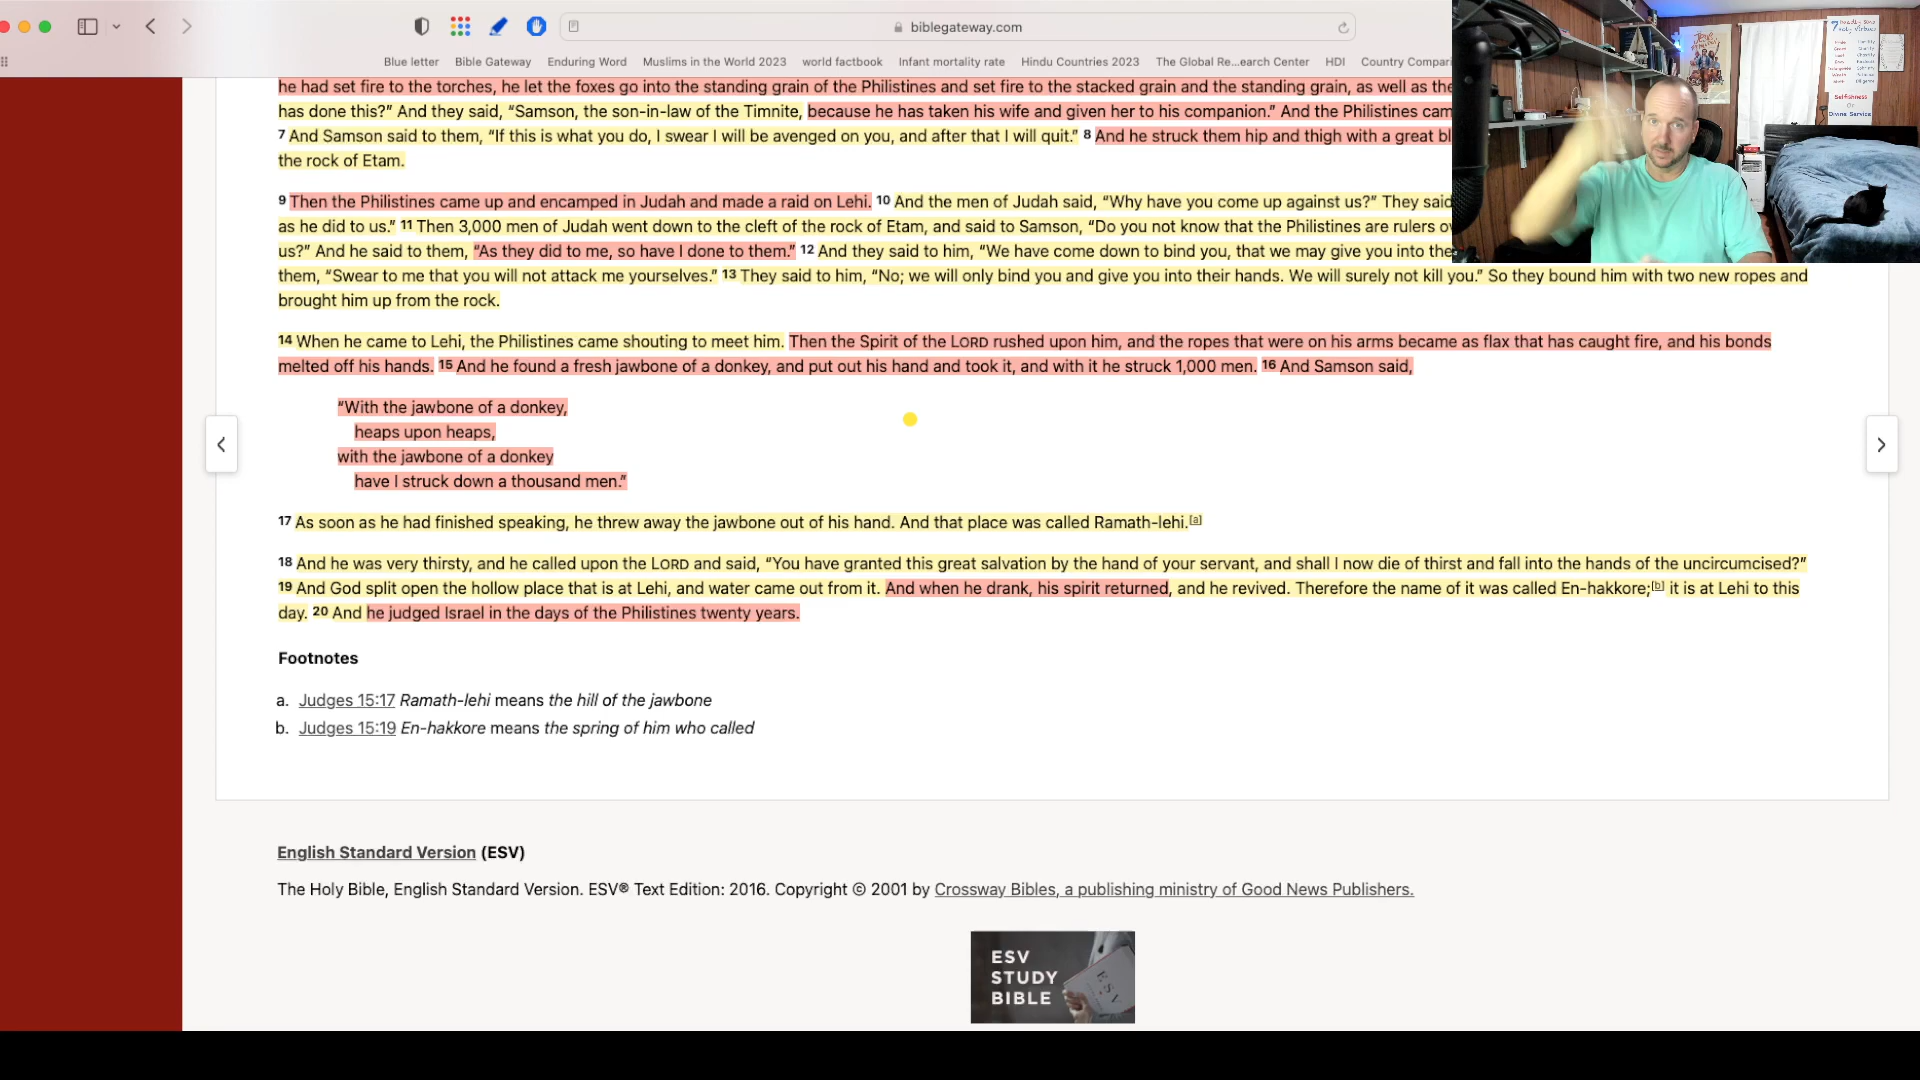 biblegateway.com
Blue letter Bible Gateway Enduring Word Muslims in the World 2023 world factbook Infant mortality rate Hindu Countries 2023 The Global Re...earch Center HDI Country Compari
he had set fire to the torches, he let the foxes go into the standing grain of the Philistines and set fire to the stacked grain and the standing grain, as well as the
has done this?” And they said, “Samson, the son-in-law of the Timnite, because he has taken his wife and given her to his companion.” And the Philistines cam
7 And Samson said to them, “If this is what you do, I swear I will be avenged on you, and after that I will quit.” 8 And he struck them hip and thigh with a great bl
the rock of Etam.
9 Then the Philistines came up and encamped in Judah and made a raid on Lehi. 10 And the men of Judah said, “Why have you come up against us?” They said
as he did to us.” 11 Then 3,000 men of Judah went down to the cleft of the rock of Etam, and said to Samson, “Do you not know that the Philistines are rulers o
us?” And he said to them, “As they did to me, so have I done to them.” 12 And they said to him, “We have come down to bind you, that we may give you into the
them, “Swear to me that you will not attack me yourselves.” 13 They said to him, “No; we will only bind you and give you into their hands. We will surely not kill you.” So they bound him with two new ropes and
brought him up from the rock.
14 When he came to Lehi, the Philistines came shouting to meet him. Then the Spirit of the LORD rushed upon him, and the ropes that were on his arms became as flax that has caught fire, and his bonds
melted off his hands. 15 And he found a fresh jawbone of a donkey, and put out his hand and took it, and with it he struck 1,000 men. 16 And Samson said,
“With the jawbone of a donkey,
heaps upon heaps,
with the jawbone of a donkey
have I struck down a thousand men.”
17 As soon as he had finished speaking, he threw away the jawbone out of his hand. And that place was called Ramath-lehi.[a]
18 And he was very thirsty, and he called upon the LORD and said, “You have granted this great salvation by the hand of your servant, and shall I now die of thirst and fall into the hands of the uncircumcised?”
19 And God split open the hollow place that is at Lehi, and water came out from it. And when he drank, his spirit returned, and he revived. Therefore the name of it was called En-hakkore;[b] it is at Lehi to this
day. 20 And he judged Israel in the days of the Philistines twenty years.
Footnotes
a. Judges 15:17 Ramath-lehi means the hill of the jawbone
b. Judges 15:19 En-hakkore means the spring of him who called
English Standard Version (ESV)
The Holy Bible, English Standard Version. ESV® Text Edition: 2016. Copyright © 2001 by Crossway Bibles, a publishing ministry of Good News Publishers.
ESV
STUDY
BIBLE
Selfishness
Or
Divine Service